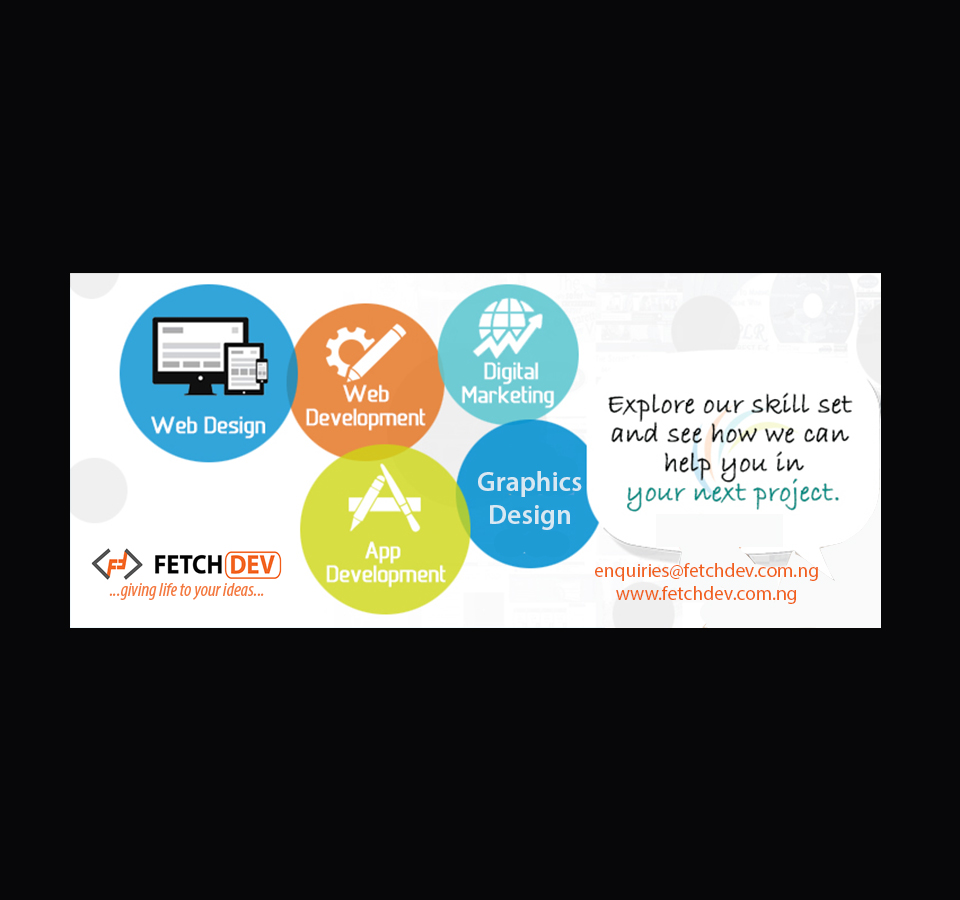 Web Design
Web
Development
Digital
Marketing
App
Development
Graphics
Design
Explore our skill set
and see how we can
help you in
your next project.
FETCH DEV
...giving life to your ideas...
enquiries@fetchdev.com.ng
www.fetchdev.com.ng